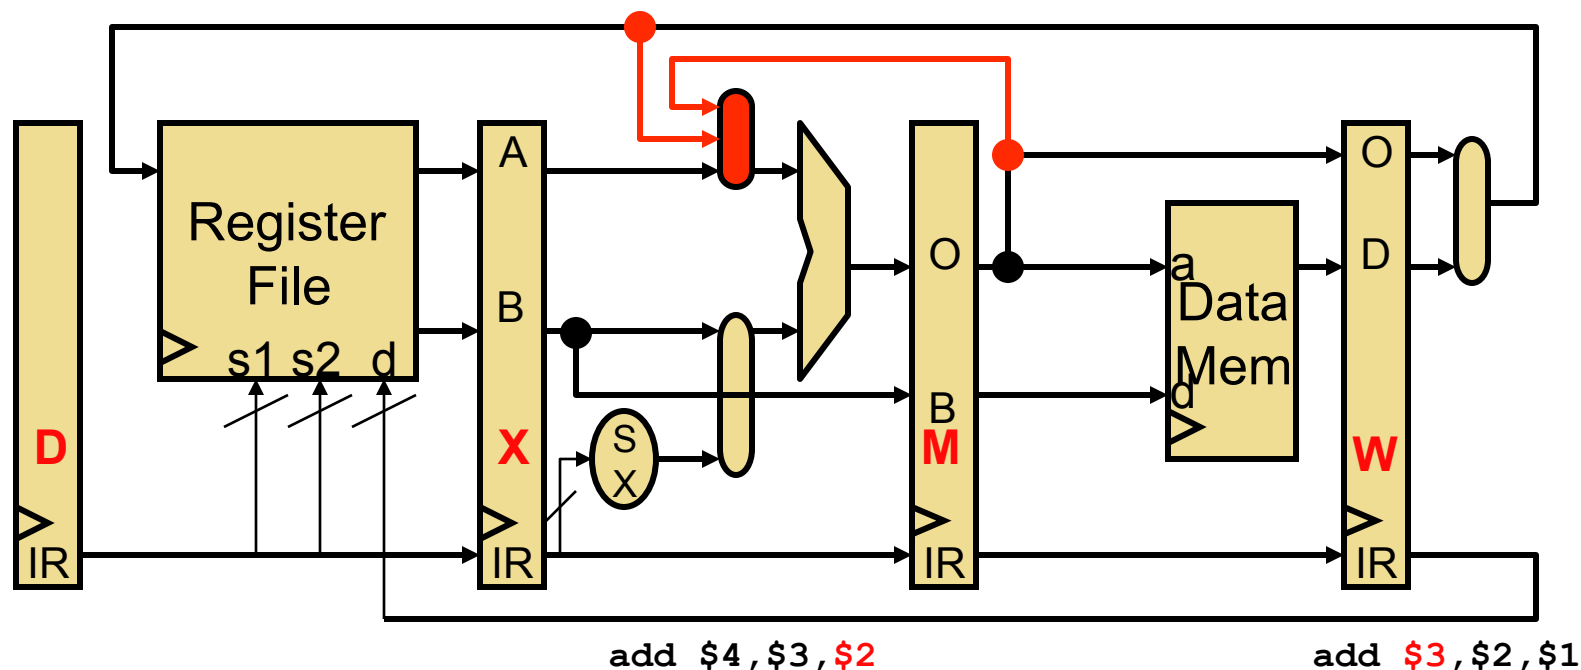 Register
File
s1 s2 d
D
IR
A
B
X
IR
S
X
O
B
M
IR
a
Data
Mem
d
O
D
W
IR
add $4,$3,$2
add $3,$2,$1